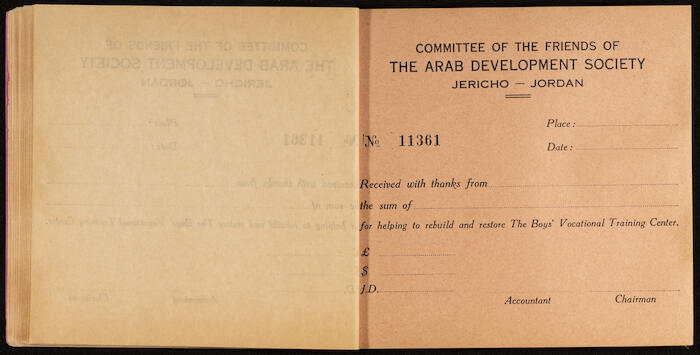 COMMITTEE OF THE FRIENDS OF
THE ARAB DEVELOPMENT SOCIETY
JERICHO — JORDAN
Place :
Nº 11361
Date :
Received with thanks from
the sum of
for helping to rebuild and restore The Boys' Vocational Training Center.
£
$
J.D.
Accountant Chairman